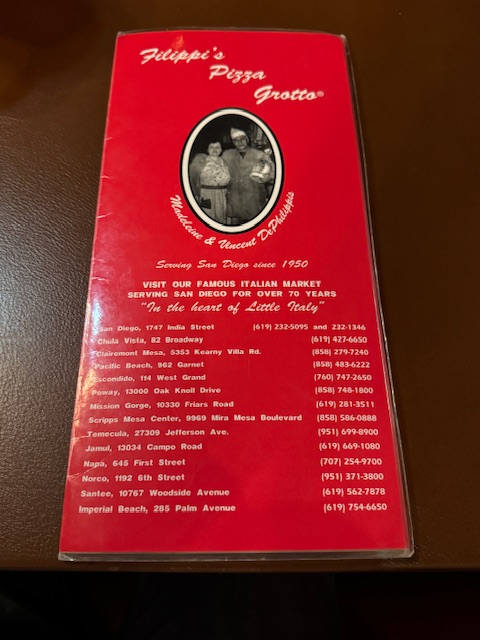 Filippi's
Pizza
Grotto®
Madeleine & Vincent DePhilippis
Serving San Diego since 1950
VISIT OUR FAMOUS ITALIAN MARKET
SERVING SAN DIEGO FOR OVER 70 YEARS
"In the heart of Little Italy"
San Diego, 1747 India Street (619) 232-5095 and 232-1346
Chula Vista, 82 Broadway (619) 427-6650
Clairemont Mesa, 5353 Kearny Villa Rd. (858) 279-7240
Pacific Beach, 962 Garnet (858) 483-6222
Escondido, 114 West Grand (760) 747-2650
Poway, 13000 Oak Knoll Drive (858) 748-1800
Mission Gorge, 10330 Friars Road (619) 281-3511
Scripps Mesa Center, 9969 Mira Mesa Boulevard (858) 586-0888
Temecula, 27309 Jefferson Ave. (951) 699-8900
Jamul, 13034 Campo Road (619) 669-1080
Napa, 645 First Street (707) 254-9700
Norco, 1192 6th Street (951) 371-3800
Santee, 10767 Woodside Avenue (619) 562-7878
Imperial Beach, 285 Palm Avenue (619) 754-6650